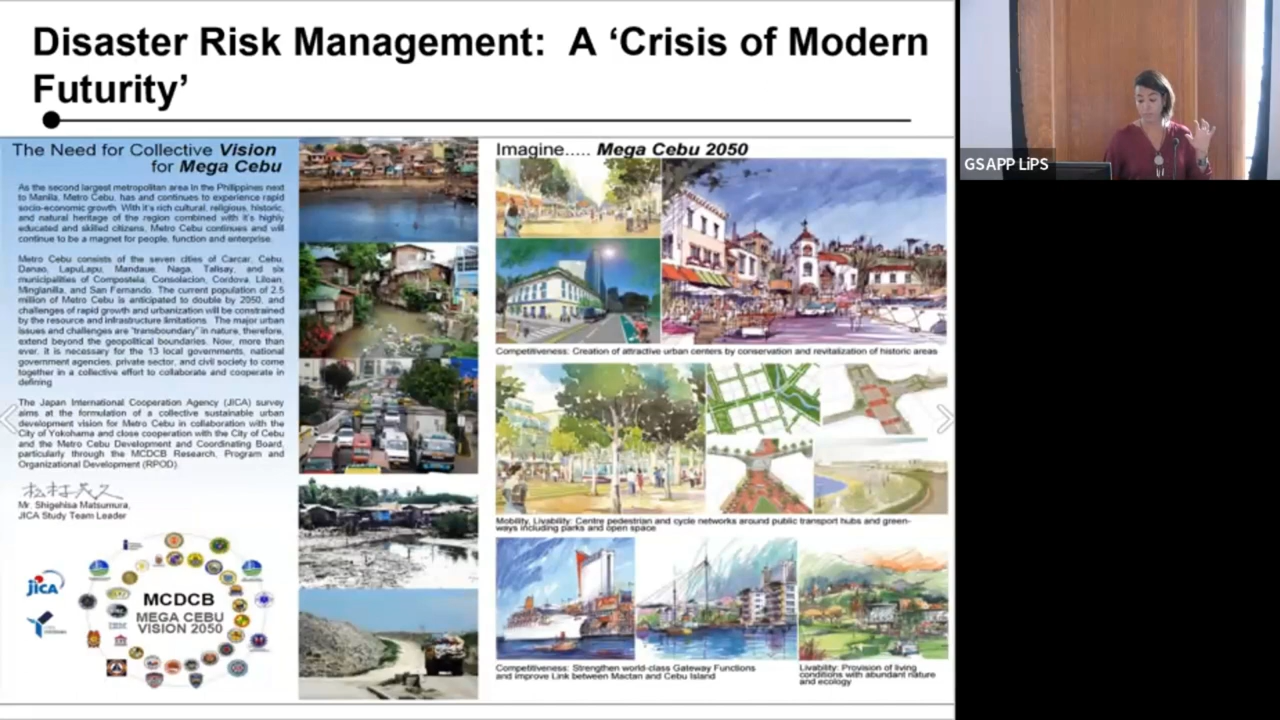 Disaster Risk Management: A ‘Crisis of Modern
Futurity’
The Need for Collective Vision
for Mega Cebu
As the second largest metropolitan area in the Philippines next
to Manila, Metro Cebu, has and continues to experience rapid
socio-economic growth. With it's rich cultural, religious, historic,
and natural heritage of the region combined with it's highly
educated and skilled citizens, Metro Cebu continues and will
continue to be a magnet for people, function and enterprise.
Metro Cebu consists of the seven cities of Carcar, Cebu,
Danao, LapuLapu, Mandaue, Naga, Talisay, and six
municipalities of Compostela, Consolacion, Cordova, Liloan,
Minglanilla, and San Fernando. The current population of 2.5
million of Metro Cebu is anticipated to double by 2050, and
challenges of rapid growth and urbanization will be constrained
by the resource and infrastructure limitations. The major urban
issues and challenges are "transboundary" in nature, therefore,
extend beyond the geopolitical boundaries. Now, more than
ever, it is necessary for the 13 local governments, national
government agencies, private sector, and civil society to come
together in a collective effort to collaborate and cooperate in
defining
The Japan International Cooperation Agency (JICA) survey
aims at the formulation of a collective sustainable urban
development vision for Metro Cebu in collaboration with the
City of Yokohama and close cooperation with the City of Cebu
and the Metro Cebu Development and Coordinating Board,
particularly through the MCDCB Research, Program and
Organizational Development (RPOD).
Mr. Shigehisa Matsumura,
JICA Study Team Leader
JICA
MCDCB
MEGA CEBU
VISION 2050
Imagine..... Mega Cebu 2050
Competitiveness: Creation of attractive urban centers by conservation and revitalization of historic areas
Mobility, Livability: Centre pedestrian and cycle networks around public transport hubs and green-
ways including parks and open space
Competitiveness: Strengthen world-class Gateway Functions
and improve Link between Mactan and Cebu Island
Livability: Provision of living
conditions with abundant nature
and ecology
GSAPP LiPS